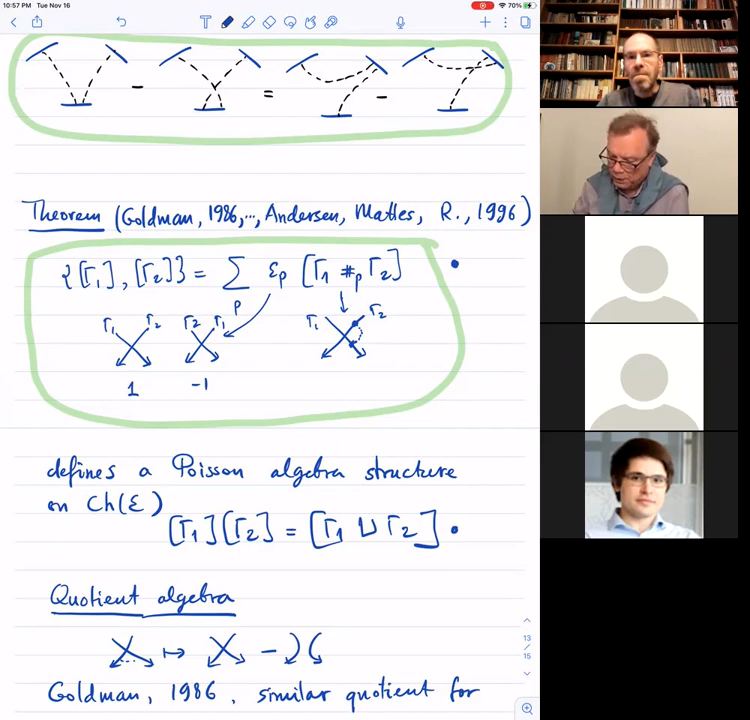 10:57 PM Tue Nov 16
70%
- = -
Theorem (Goldman, 1986,..., Andersen, Mattes, R., 1996)
{[Γ1], [Γ2]} = ∑ εp [Γ1 #p Γ2]
p
Γ1 Γ2 Γ2 Γ1 Γ1 Γ2
1 -1
defines a Poisson algebra structure
on Ch(Σ)
[Γ1][Γ2] = [Γ1 ⊔ Γ2]
Quotient algebra
↦ -
Goldman, 1986, similar quotient for
13
/
15